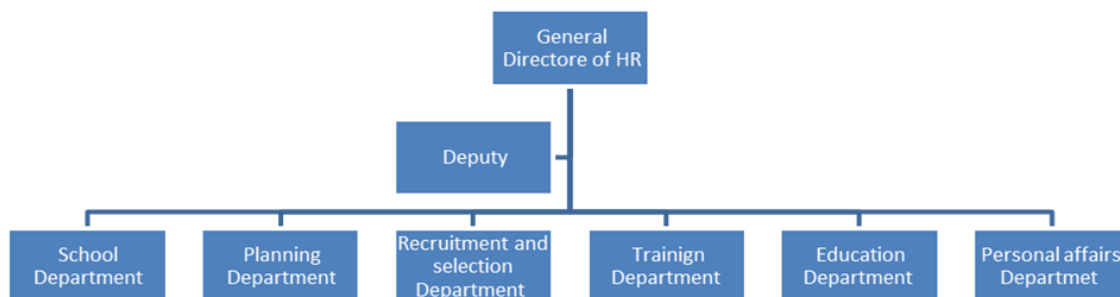 General
Directore of HR
Deputy
School
Department
Planning
Department
Recruitment and
selection
Department
Trainign
Department
Education
Department
Personal affairs
Departmet